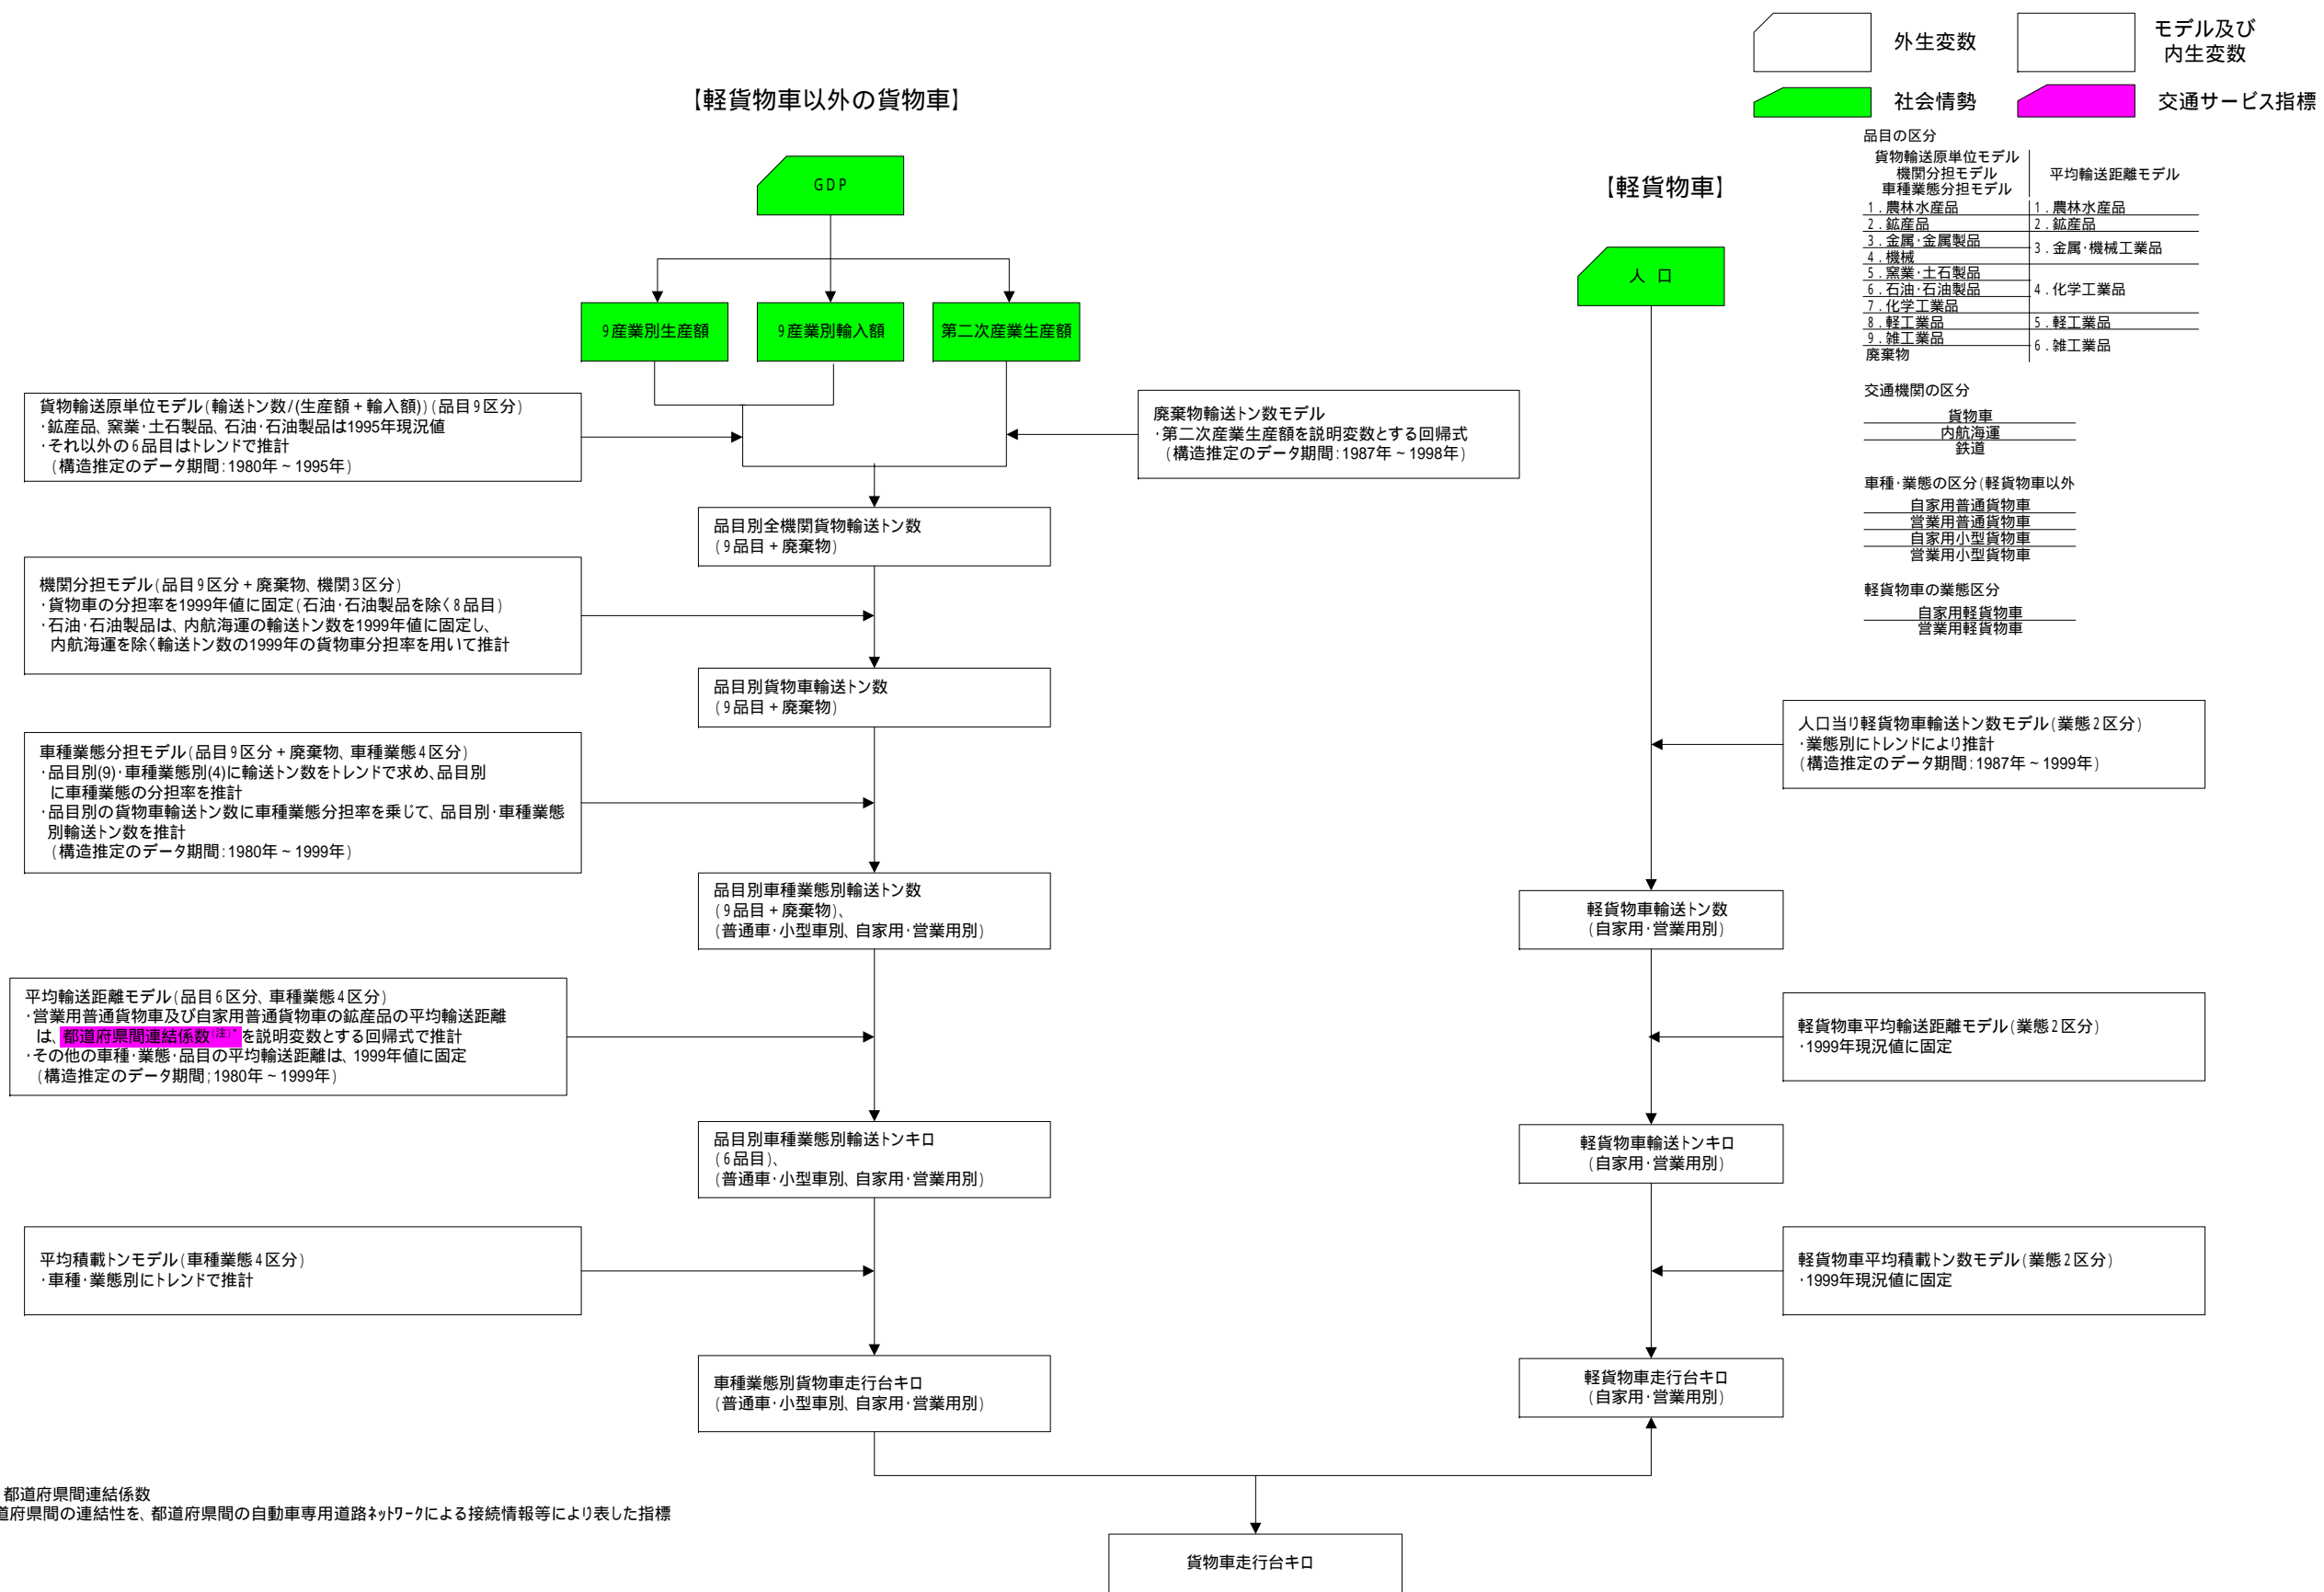 外生変数
モデル及び
内生変数
社会情勢
交通サービス指標
【軽貨物車以外の貨物車】
GDP
9産業別生産額
9産業別輸入額
第二次産業生産額
貨物輸送原単位モデル(輸送トン数/(生産額+輸入額))(品目9区分)
・鉱産品、窯業・土石製品、石油・石油製品は1995年現況値
・それ以外の6品目はトレンドで推計
(構造推定のデータ期間:1980年~1995年)
廃棄物輸送トン数モデル
・第二次産業生産額を説明変数とする回帰式
(構造推定のデータ期間:1987年~1998年)
品目別全機関貨物輸送トン数
(9品目+廃棄物)
機関分担モデル(品目9区分+廃棄物、機関3区分)
・貨物車の分担率を1999年値に固定(石油・石油製品を除く8品目)
・石油・石油製品は、内航海運の輸送トン数を1999年値に固定し、
内航海運を除く輸送トン数の1999年の貨物車分担率を用いて推計
品目別貨物車輸送トン数
(9品目+廃棄物)
車種業態分担モデル(品目9区分+廃棄物、車種業態4区分)
・品目別(9)・車種業態別(4)に輸送トン数をトレンドで求め、品目別
に車種業態の分担率を推計
・品目別の貨物車輸送トン数に車種業態分担率を乗じて、品目別・車種業態
別輸送トン数を推計
(構造推定のデータ期間:1980年~1999年)
品目別車種業態別輸送トン数
(9品目+廃棄物)、
(普通車・小型車別、自家用・営業用別)
平均輸送距離モデル(品目6区分、車種業態4区分)
・営業用普通貨物車及び自家用普通貨物車の鉱産品の平均輸送距離
は、都道府県間連結係数(注)*を説明変数とする回帰式で推計
・その他の車種・業態・品目の平均輸送距離は、1999年値に固定
(構造推定のデータ期間;1980年~1999年)
品目別車種業態別輸送トンキロ
(6品目)、
(普通車・小型車別、自家用・営業用別)
平均積載トンモデル(車種業態4区分)
・車種・業態別にトレンドで推計
車種業態別貨物車走行台キロ
(普通車・小型車別、自家用・営業用別)
【軽貨物車】
人 口
人口当り軽貨物車輸送トン数モデル(業態2区分)
・業態別にトレンドにより推計
(構造推定のデータ期間:1987年~1999年)
軽貨物車輸送トン数
(自家用・営業用別)
軽貨物車平均輸送距離モデル(業態2区分)
・1999年現況値に固定
軽貨物車輸送トンキロ
(自家用・営業用別)
軽貨物車平均積載トン数モデル(業態2区分)
・1999年現況値に固定
軽貨物車走行台キロ
(自家用・営業用別)
貨物車走行台キロ
品目の区分
貨物輸送原単位モデル
機関分担モデル
車種業態分担モデル
平均輸送距離モデル
1.農林水産品
1.農林水産品
2.鉱産品
2.鉱産品
3.金属・金属製品
3.金属・機械工業品
4.機械
5.窯業・土石製品
6.石油・石油製品
4.化学工業品
7.化学工業品
8.軽工業品
5.軽工業品
9.雑工業品
6.雑工業品
廃棄物
交通機関の区分
貨物車
内航海運
鉄道
車種・業態の区分(軽貨物車以外
自家用普通貨物車
営業用普通貨物車
自家用小型貨物車
営業用小型貨物車
軽貨物車の業態区分
自家用軽貨物車
営業用軽貨物車
都道府県間連結係数
道府県間の連結性を、都道府県間の自動車専用道路ネットワークによる接続情報等により表した指標